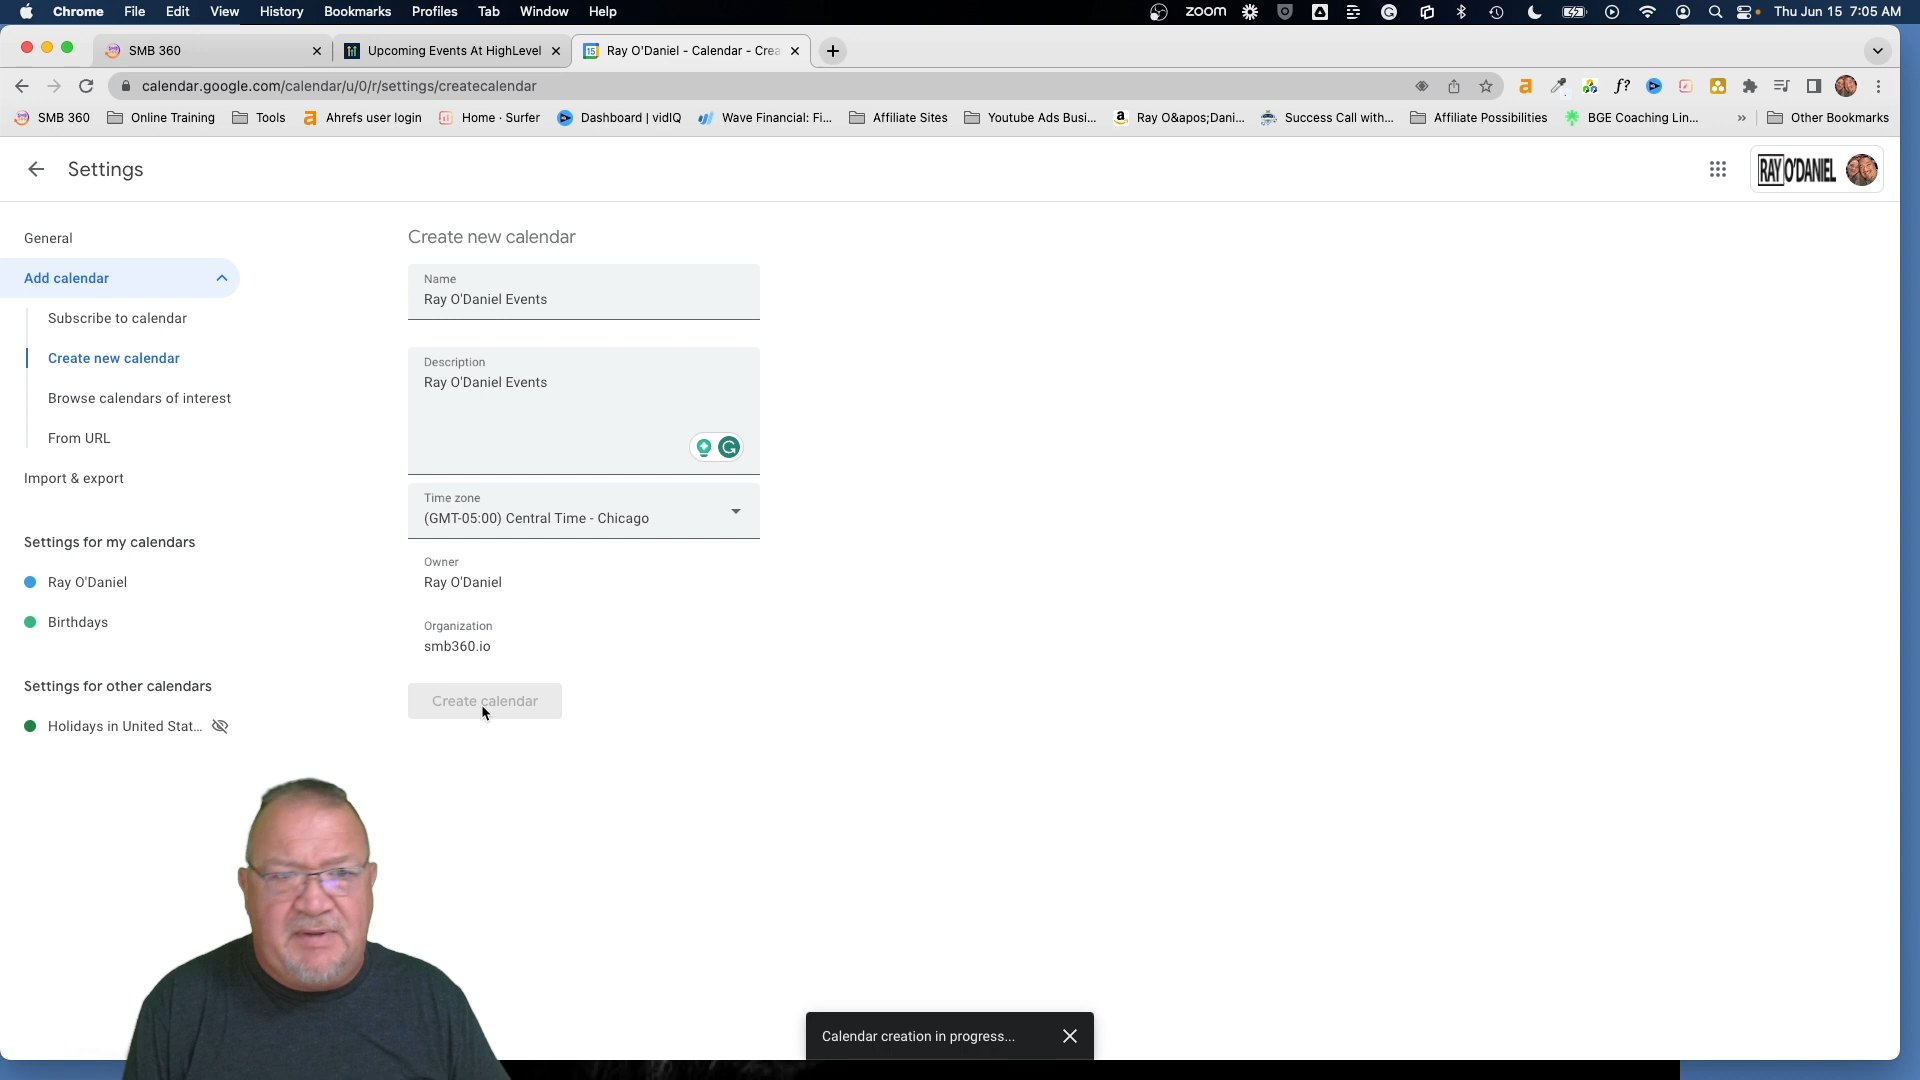 Chrome File Edit View History Bookmarks Profiles Tab Window Help zoom Thu Jun 15 7:05 AM
SMB 360 Upcoming Events At HighLevel Ray O'Daniel - Calendar - Crea
calendar.google.com/calendar/u/0/r/settings/createcalendar
SMB 360 Online Training Tools Ahrefs user login Home · Surfer Dashboard | vidIQ Wave Financial: Fi... Affiliate Sites Youtube Ads Busi... Ray O&apos;Dani... Success Call with... Affiliate Possibilities BGE Coaching Lin... » Other Bookmarks
Settings
RAY O'DANIEL
General
Add calendar
Subscribe to calendar
Create new calendar
Browse calendars of interest
From URL
Import & export
Settings for my calendars
Ray O'Daniel
Birthdays
Settings for other calendars
Holidays in United Stat...
Create new calendar
Name
Ray O'Daniel Events
Description
Ray O'Daniel Events
Time zone
(GMT-05:00) Central Time - Chicago
Owner
Ray O'Daniel
Organization
smb360.io
Create calendar
Calendar creation in progress...